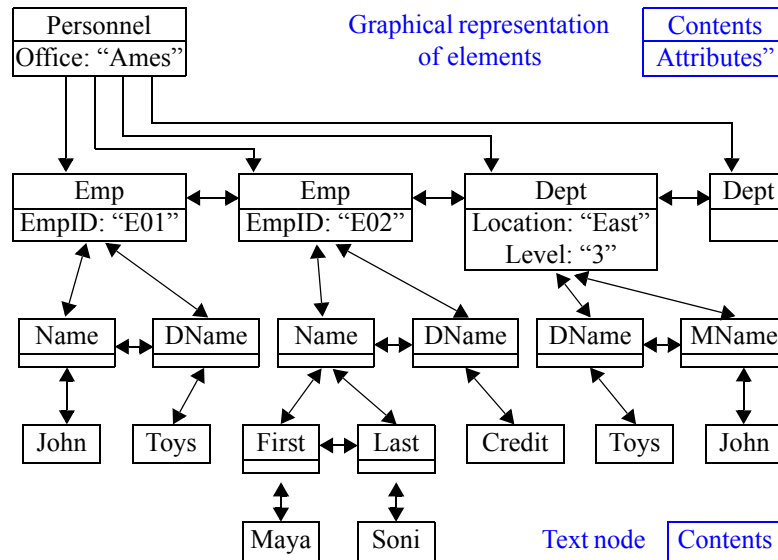 Personnel
Office: “Ames”
Graphical representation
of elements
Contents
Attributes”
Emp
EmpID: “E01”
Emp
EmpID: “E02”
Dept
Location: “East”
Level: “3”
Dept
Name
DName
Name
DName
DName
MName
John
Toys
First
Last
Credit
Toys
John
Maya
Soni
Text node
Contents